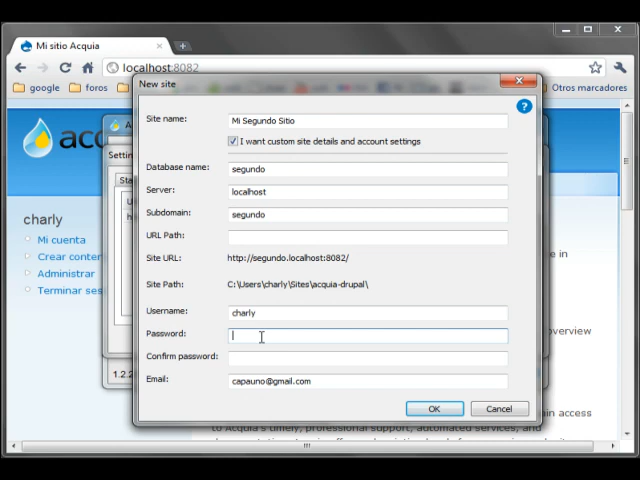 Mi sitio Acquia
localhost:8082
google
foros
Otros marcadores
New site
Site name:
Mi Segundo Sitio
I want custom site details and account settings
Database name:
segundo
Server:
localhost
Subdomain:
segundo
URL Path:
Site URL:
http://segundo.localhost:8082/
Site Path:
C:\Users\charly\Sites\acquia-drupal\
Username:
charly
Password:
Confirm password:
Email:
capauno@gmail.com
OK
Cancel
charly
Mi cuenta
Administrar
e in
overview
ain access
to Acquia's timely, professional support, automated services, and
1.2.2